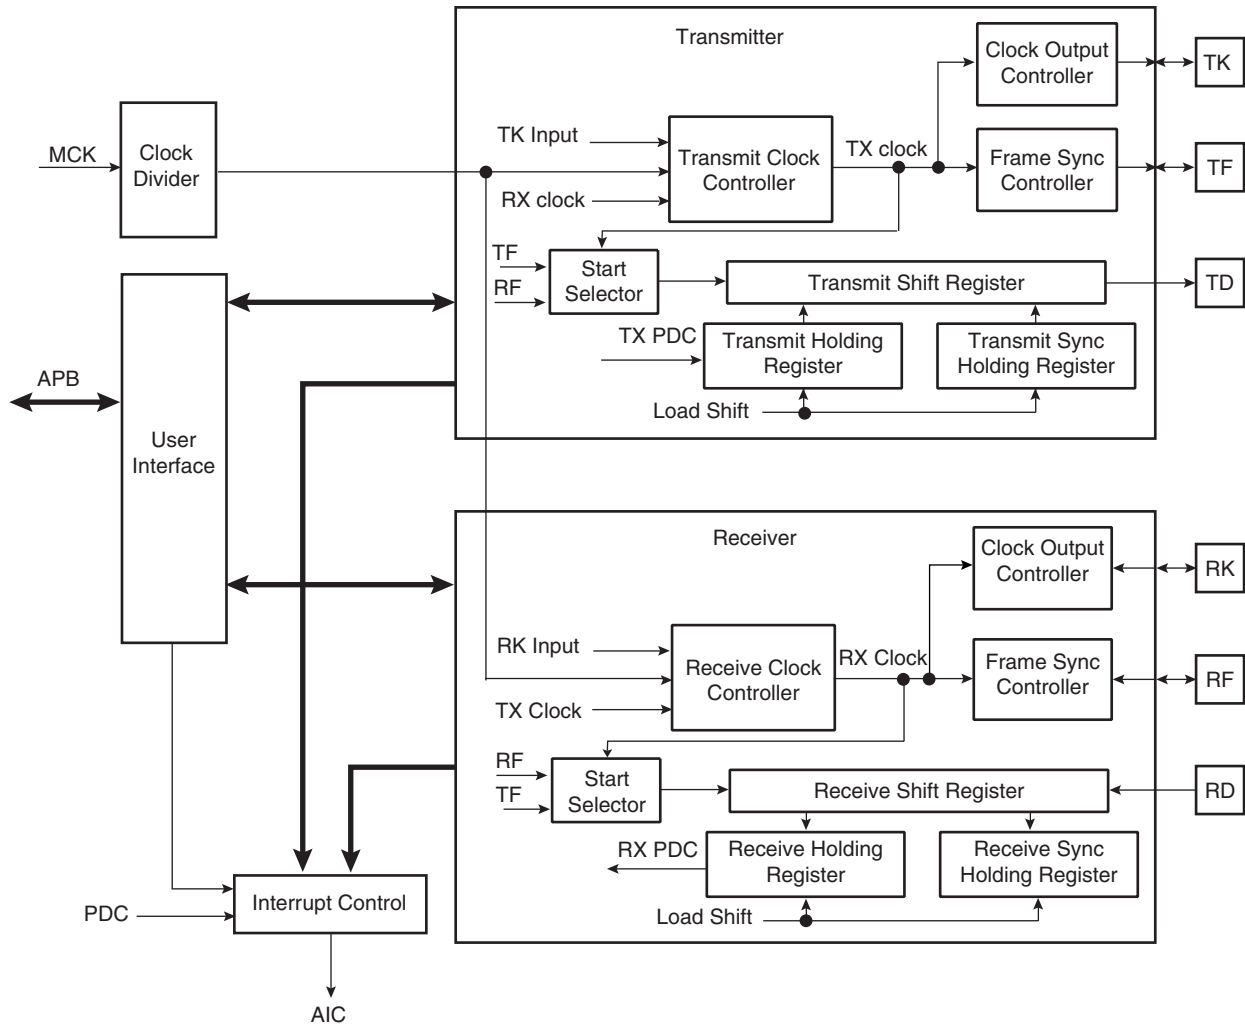 Transmitter
Clock Output
Controller
TK
MCK
Clock
Divider
TK Input
Transmit Clock
Controller
RX clock
TX clock
Frame Sync
Controller
TF
TF
RF
Start
Selector
Transmit Shift Register
TD
TX PDC
Transmit Holding
Register
Transmit Sync
Holding Register
Load Shift
APB
User
Interface
Receiver
Clock Output
Controller
RK
RK Input
Receive Clock
Controller
TX Clock
RX Clock
Frame Sync
Controller
RF
RF
TF
Start
Selector
Receive Shift Register
RD
RX PDC
Receive Holding
Register
Receive Sync
Holding Register
Load Shift
PDC
Interrupt Control
AIC